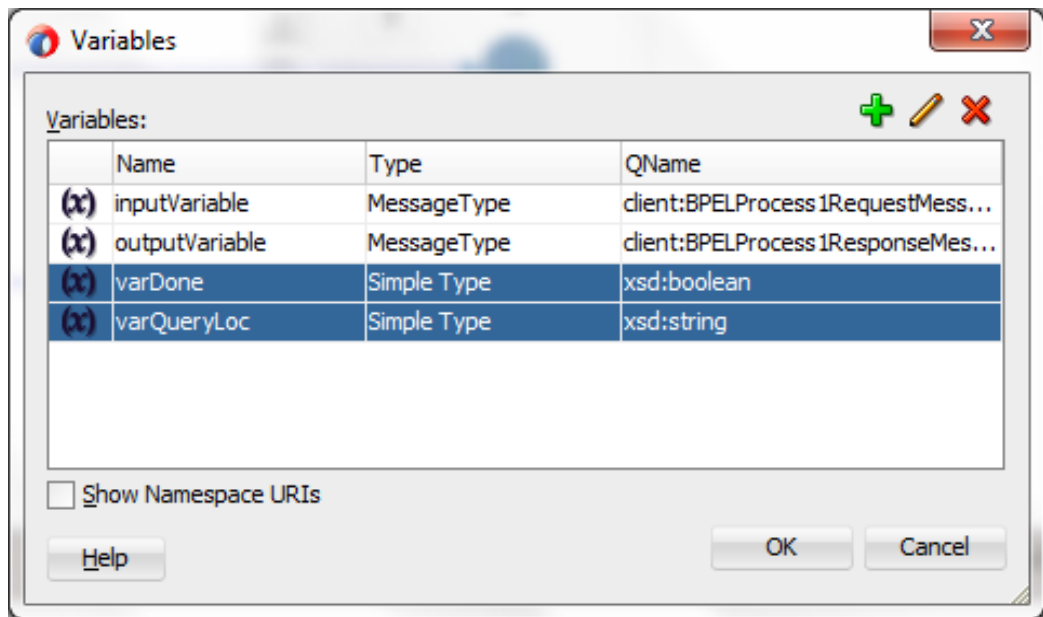 Variables
Variables:
Name Type QName
(x) inputVariable MessageType client:BPELProcess1RequestMess...
(x) outputVariable MessageType client:BPELProcess1ResponseMes...
(x) varDone Simple Type xsd:boolean
(x) varQueryLoc Simple Type xsd:string
Show Namespace URIs
Help OK Cancel